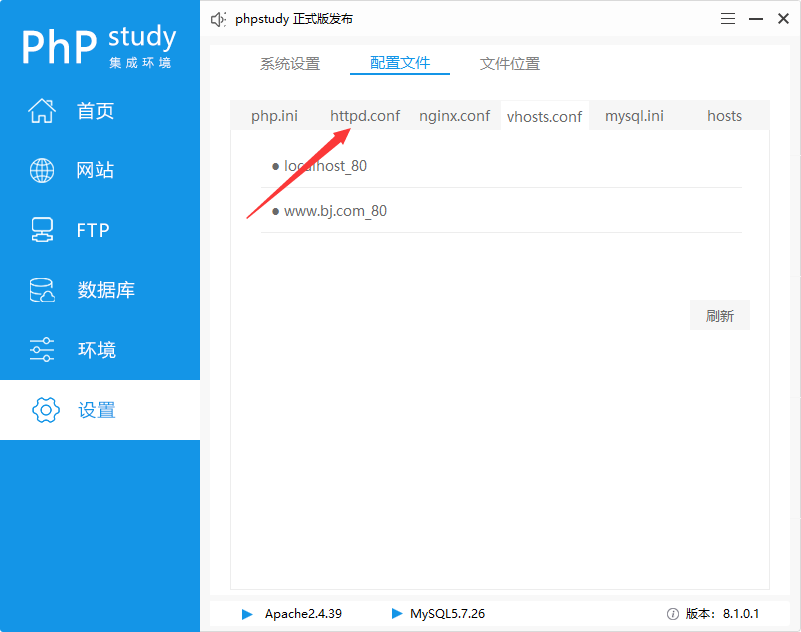 PhP study
集成环境
首页
网站
FTP
数据库
环境
设置
phpstudy 正式版发布
系统设置 配置文件 文件位置
php.ini httpd.conf nginx.conf vhosts.conf mysql.ini hosts
● localhost_80
● www.bj.com_80
刷新
Apache2.4.39 MySQL5.7.26 版本：8.1.0.1